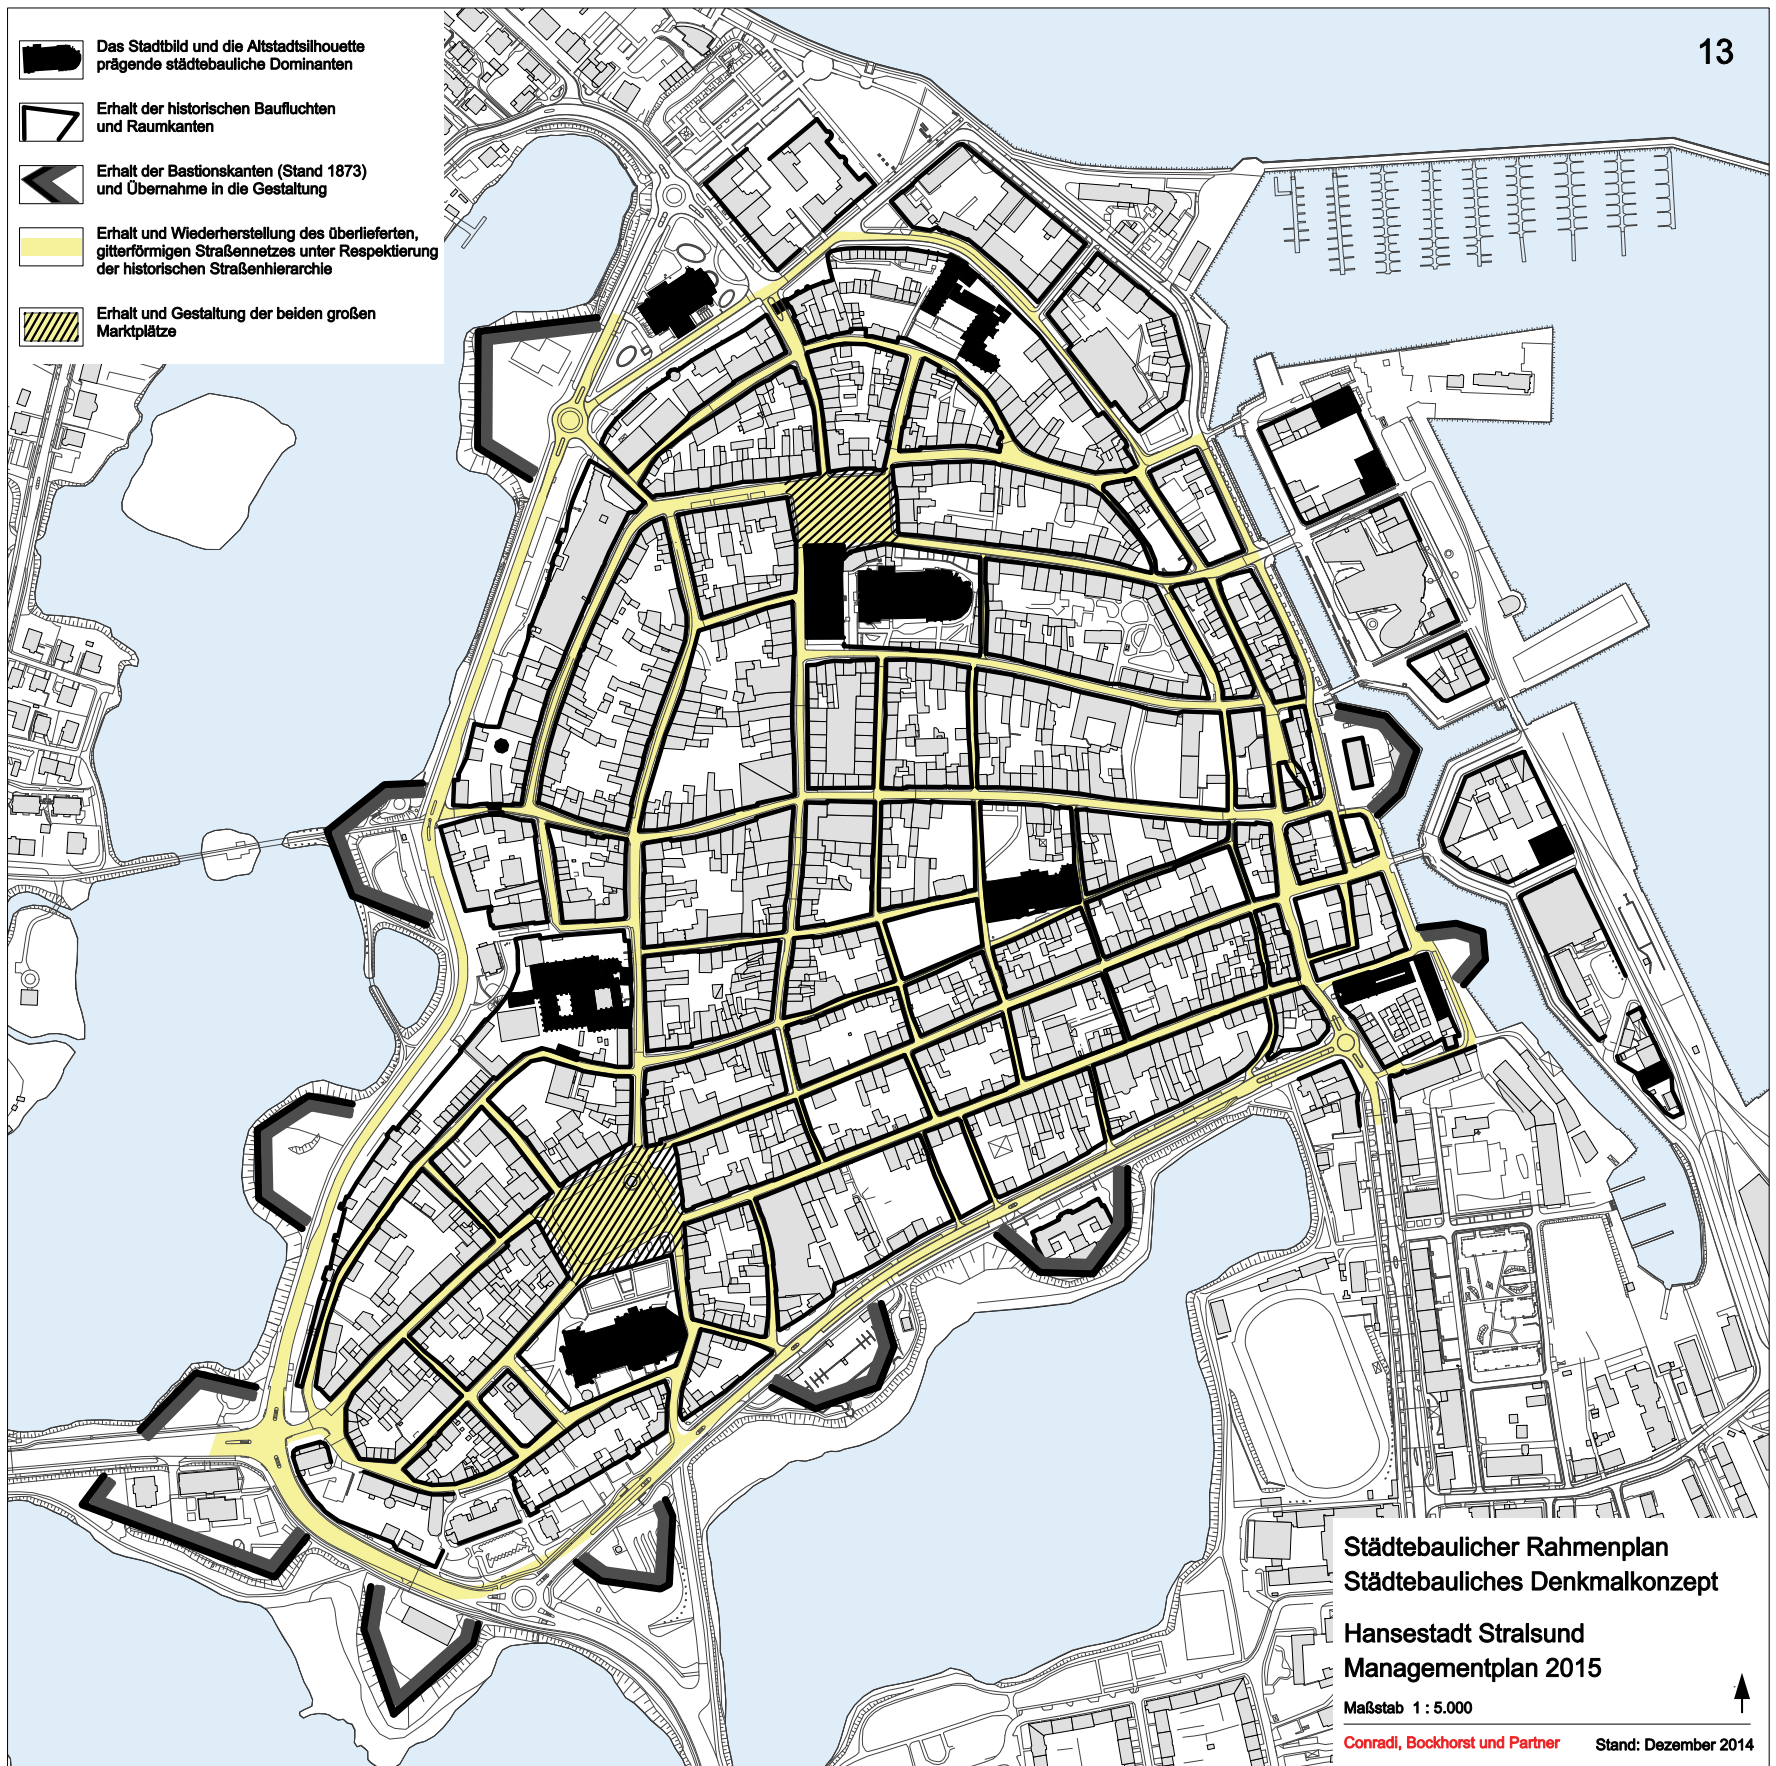 13
Das Stadtbild und die Altstadtsilhouette
prägende städtebauliche Dominanten
Erhalt der historischen Baufluchten
und Raumkanten
Erhalt der Bastionskanten (Stand 1873)
und Übernahme in die Gestaltung
Erhalt und Wiederherstellung des überlieferten,
gitterförmigen Straßennetzes unter Respektierung
der historischen Straßenhierarchie
Erhalt und Gestaltung der beiden großen
Marktplätze
Städtebaulicher Rahmenplan
Städtebauliches Denkmalkonzept
Hansestadt Stralsund
Managementplan 2015
Maßstab 1 : 5.000
Conradi, Bockhorst und Partner
Stand: Dezember 2014